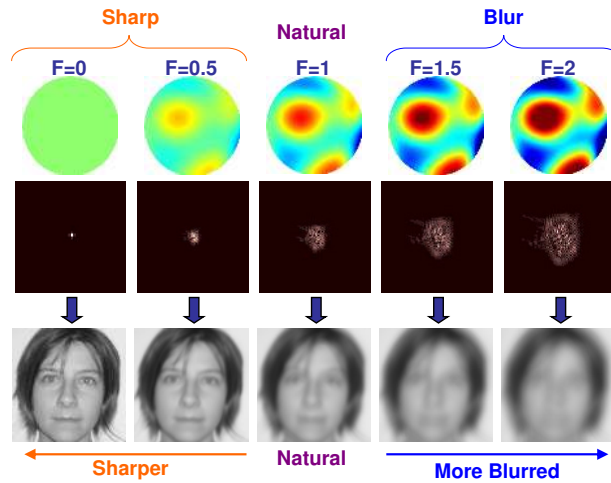 Sharp
Natural
Blur
F=0
F=0.5
F=1
F=1.5
F=2
Sharper
Natural
More Blurred